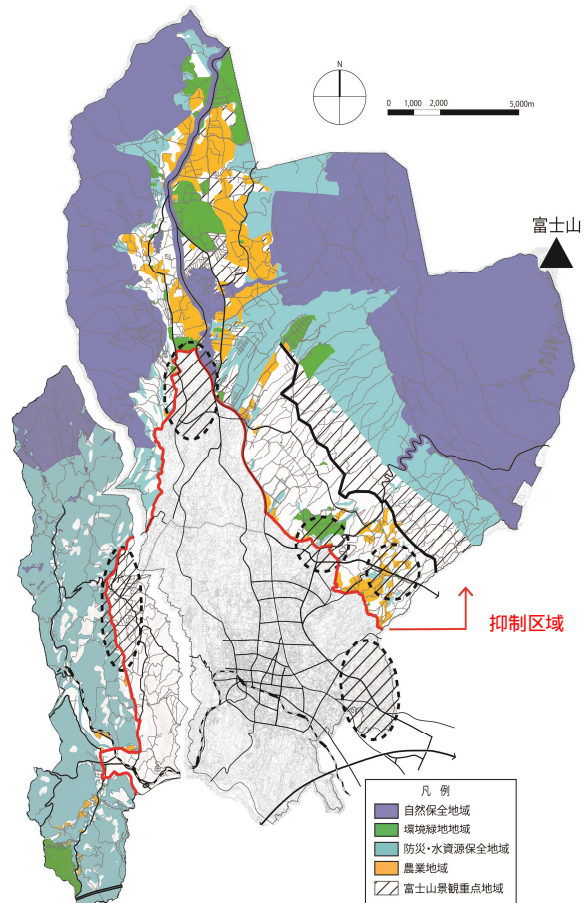 N
0 1,000 2,000 5,000m
富士山
抑制区域
凡 例
自然保全地域
環境緑地地域
防災・水資源保全地域
農業地域
富士山景観重点地域